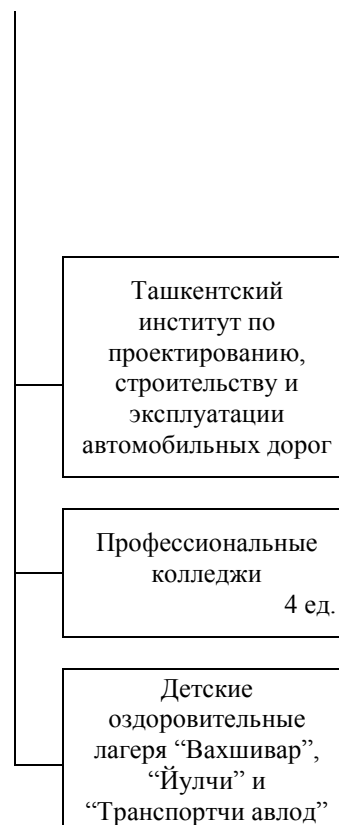 Ташкентский
институт по
проектированию,
строительству и
эксплуатации
автомобильных дорог
Профессиональные
колледжи
4 ед.
Детские
оздоровительные
лагеря “Вахшивар”,
“Йулчи” и
“Транспортчи авлод”